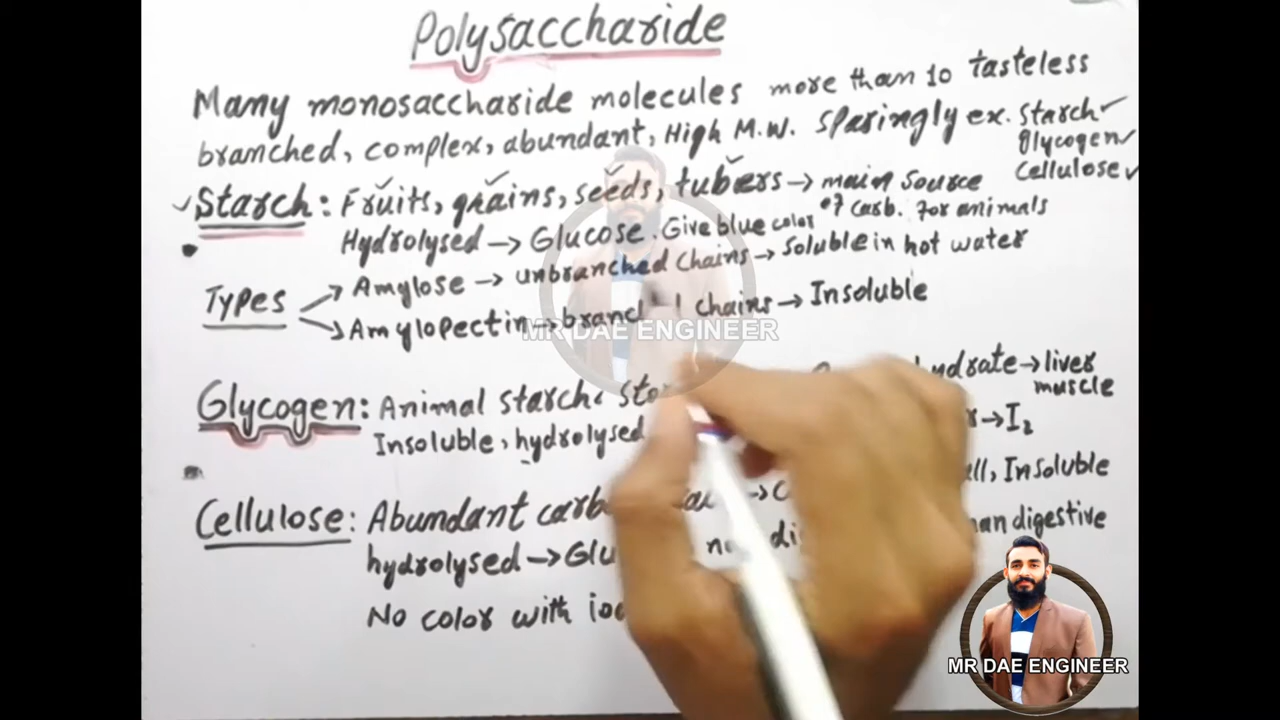 Polysaccharide
Many monosaccharide molecules more than 10 tasteless
branched, complex, abundant, High M.W. Sparingly ex. Starch
glycogen
Cellulose
Starch: Fruits, grains, seeds, tubers → main source
of Carb. for animals
Hydrolysed → Glucose. Give blue color
Types
Amylose → unbranched chains → Soluble in hot water
Amylopectin → chains → Insoluble
Glycogen: Animal starch. → liver
muscle
Insoluble, hydrolysed → I₂
Cellulose: Abundant Insoluble
hydrolysed → digestive
No color with
MR DAE ENGINEER
MR DAE ENGINEER